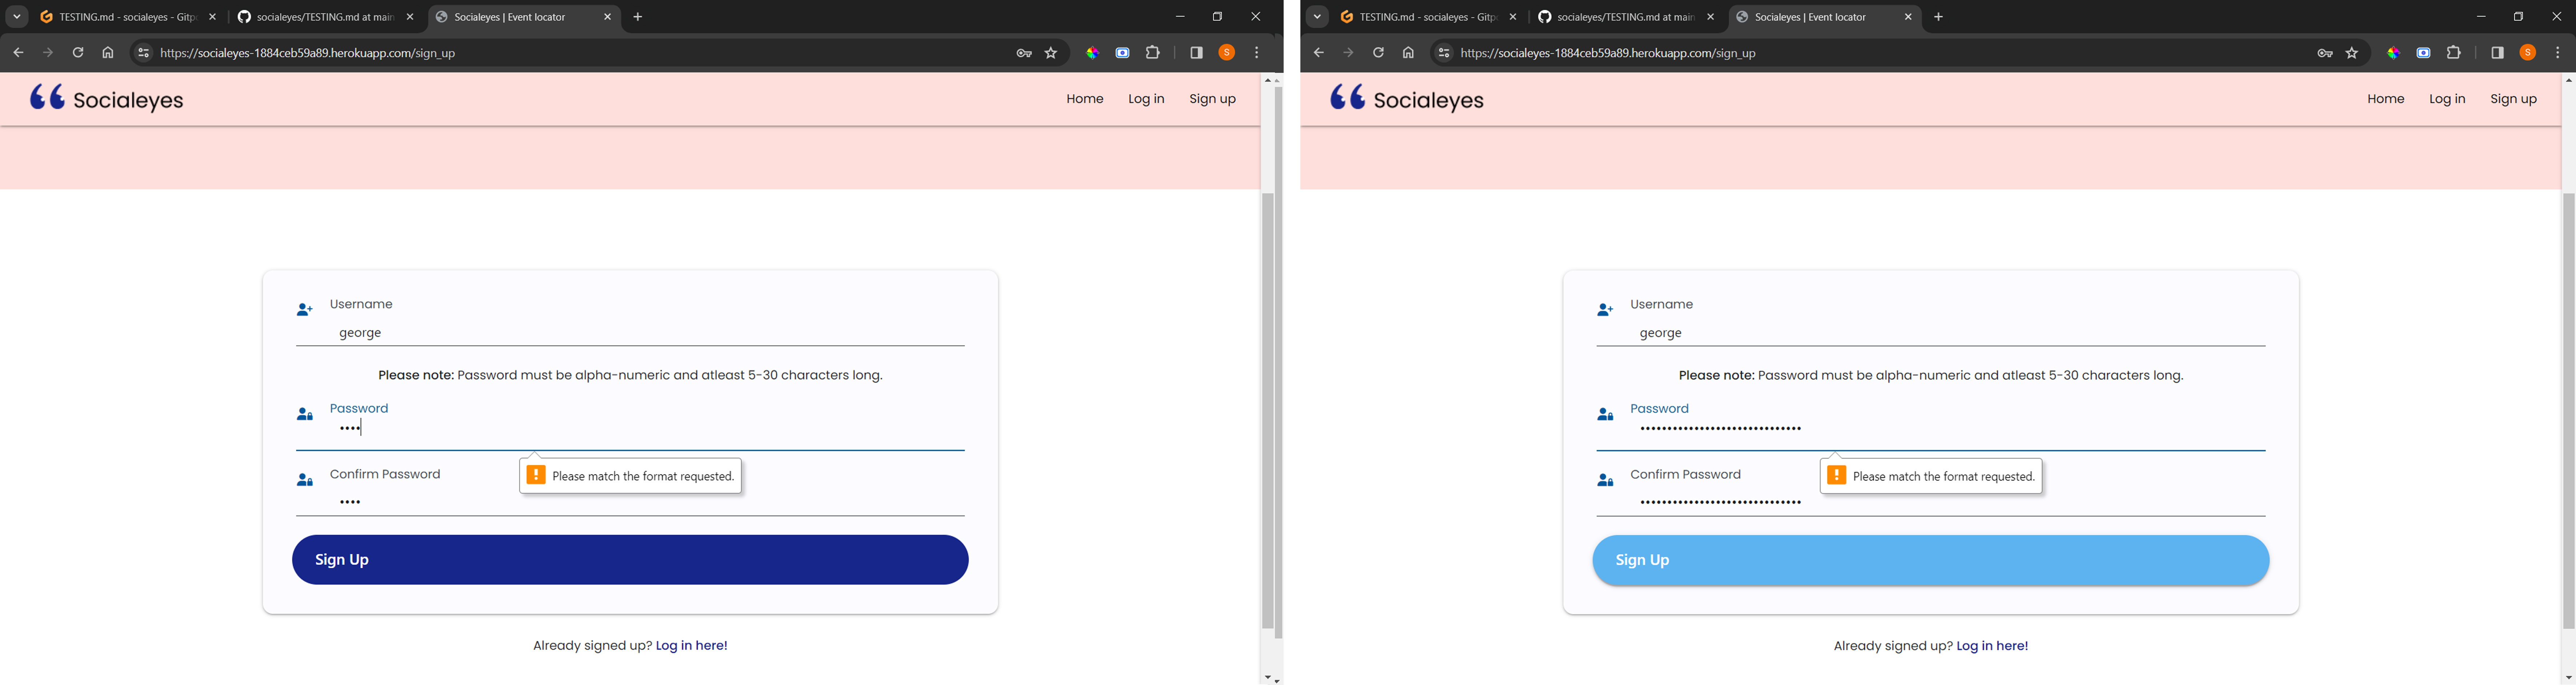 TESTING.md - socialeyes - Gitp
socialeyes/TESTING.md at main
Socialeyes | Event locator
https://socialeyes-1884ceb59a89.herokuapp.com/sign_up
S
Socialeyes
Home
Log in
Sign up
Username
george
Please note: Password must be alpha-numeric and atleast 5-30 characters long.
Password
••••
Please match the format requested.
Confirm Password
••••
Sign Up
Already signed up? Log in here!
TESTING.md - socialeyes - Gitp
socialeyes/TESTING.md at main
Socialeyes | Event locator
https://socialeyes-1884ceb59a89.herokuapp.com/sign_up
S
Socialeyes
Home
Log in
Sign up
Username
george
Please note: Password must be alpha-numeric and atleast 5-30 characters long.
Password
Please match the format requested.
Confirm Password
Sign Up
Already signed up? Log in here!